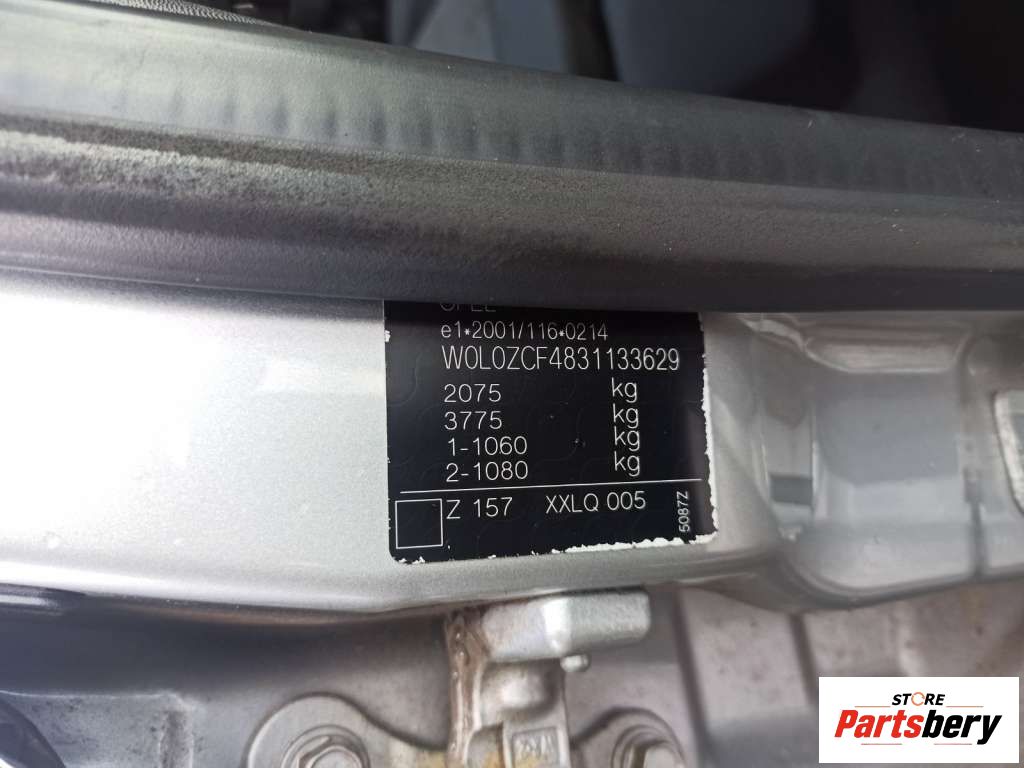 OPEL
e1*2001/116*0214
W0L0ZCF4831133629
2075 kg
3775 kg
1-1060 kg
2-1080 kg
Z 157 XXLQ 005
5087Z
STORE
Partsbery